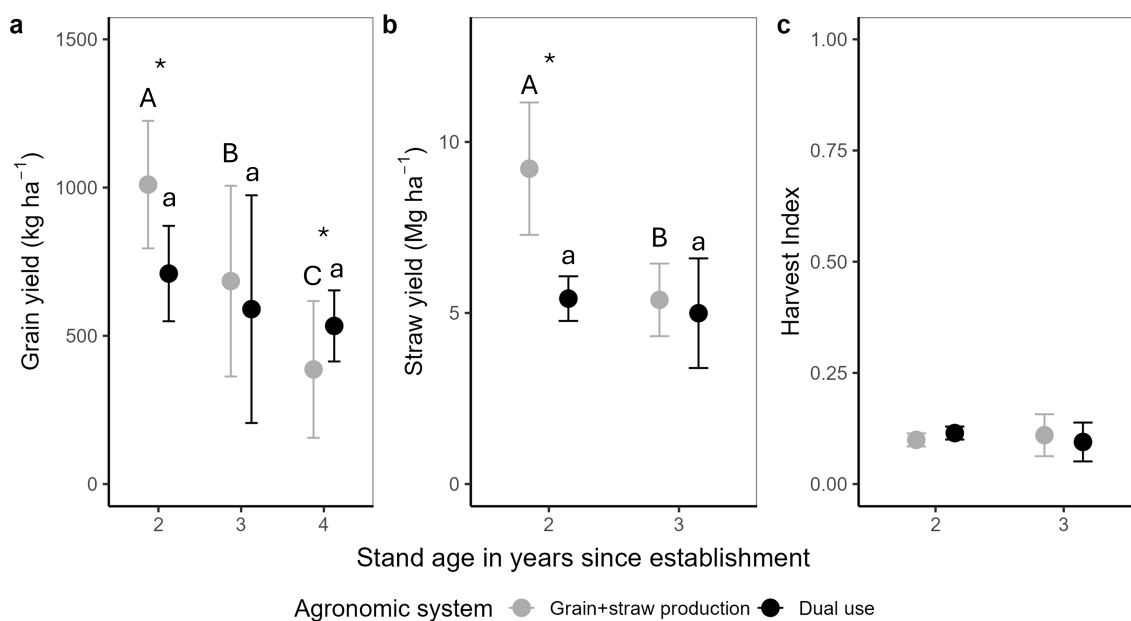 a
1500
1000
500
0
Grain yield (kg ha⁻¹)
*
A
a
B
a
*
C
a
2 3 4
b
10
5
0
Straw yield (Mg ha⁻¹)
*
A
a
B
a
2 3
c
1.00
0.75
0.50
0.25
0.00
Harvest Index
2 3
Stand age in years since establishment
Agronomic system Grain+straw production Dual use